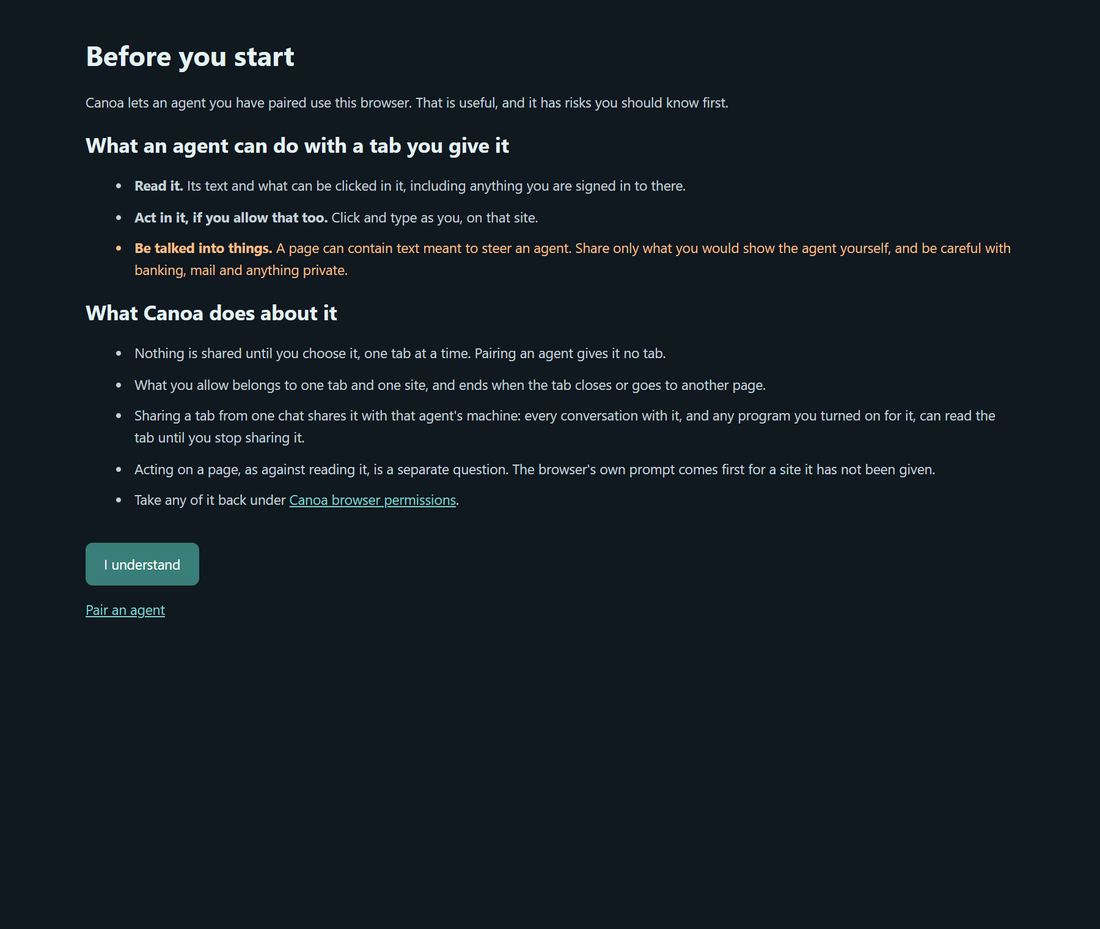 Before you start
Canoa lets an agent you have paired use this browser. That is useful, and it has risks you should know first.
What an agent can do with a tab you give it
Read it. Its text and what can be clicked in it, including anything you are signed in to there.
Act in it, if you allow that too. Click and type as you, on that site.
Be talked into things. A page can contain text meant to steer an agent. Share only what you would show the agent yourself, and be careful with
banking, mail and anything private.
What Canoa does about it
Nothing is shared until you choose it, one tab at a time. Pairing an agent gives it no tab.
What you allow belongs to one tab and one site, and ends when the tab closes or goes to another page.
Sharing a tab from one chat shares it with that agent's machine: every conversation with it, and any program you turned on for it, can read the
tab until you stop sharing it.
Acting on a page, as against reading it, is a separate question. The browser's own prompt comes first for a site it has not been given.
Take any of it back under Canoa browser permissions.
I understand
Pair an agent